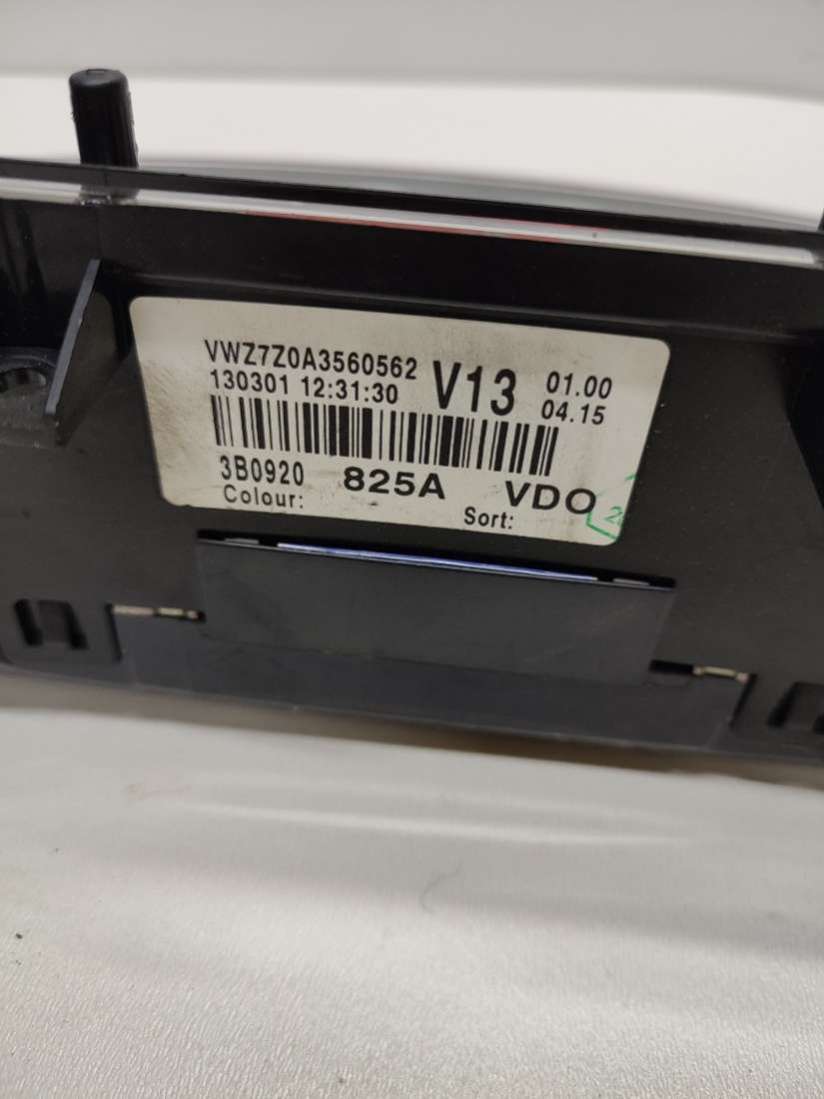 VWZ7Z0A3560562 V13 01.00
130301 12:31:30 04.15
3B0920 825A VDO
Colour: Sort: